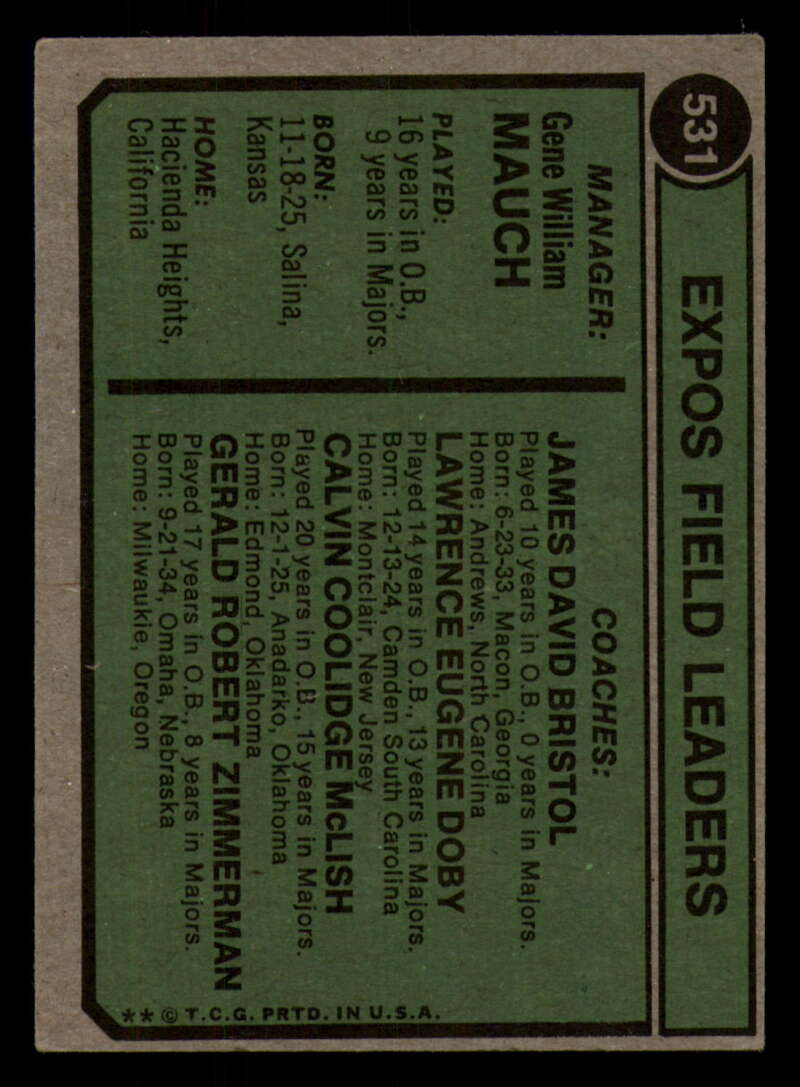 531
EXPOS FIELD LEADERS
MANAGER:
Gene William
MAUCH
PLAYED:
16 years in O.B.,
9 years in Majors.
BORN:
11-18-25, Salina,
Kansas
HOME:
Hacienda Heights,
California
COACHES:
JAMES DAVID BRISTOL
Played 10 years in O.B., 0 years in Majors.
Born: 6-23-33, Macon, Georgia
Home: Andrews, North Carolina
LAWRENCE EUGENE DOBY
Played 14 years in O.B., 13 years in Majors.
Born: 12-13-24, Camden South Carolina
Home: Montclair, New Jersey
CALVIN COOLIDGE McLISH
Played 20 years in O.B., 15 years in Majors.
Born: 12-1-25, Anadarko, Oklahoma
Home: Edmond, Oklahoma
GERALD ROBERT ZIMMERMAN
Played 17 years in O.B., 8 years in Majors.
Born: 9-21-34, Omaha, Nebraska
Home: Milwaukie, Oregon
** © T.C.G. PRTD. IN U.S.A.